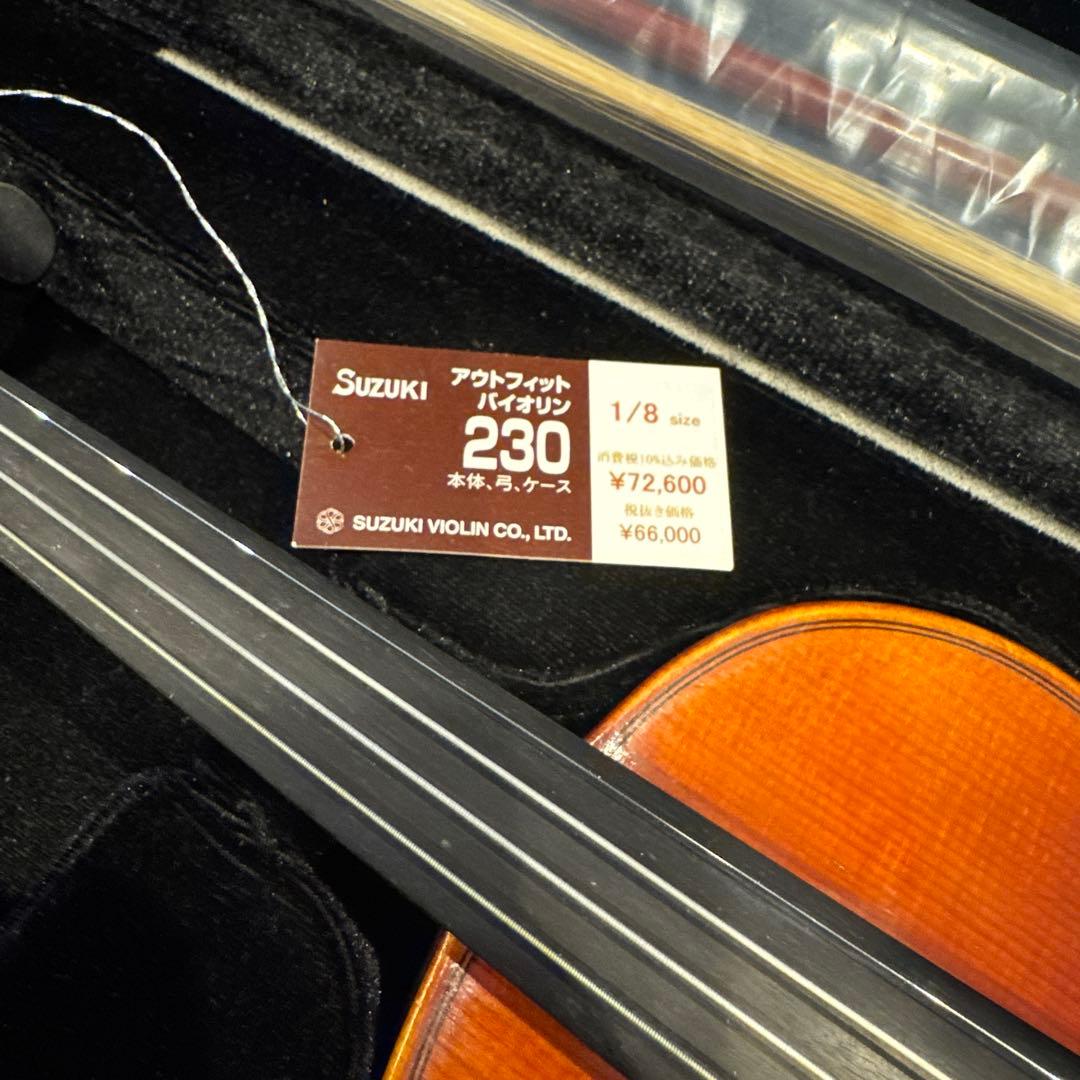 SUZUKI
アウトフィット
バイオリン
230
本体、弓、ケース
SUZUKI VIOLIN CO., LTD.
1/8 size
消費税10%込み価格
¥72,600
税抜き価格
¥66,000